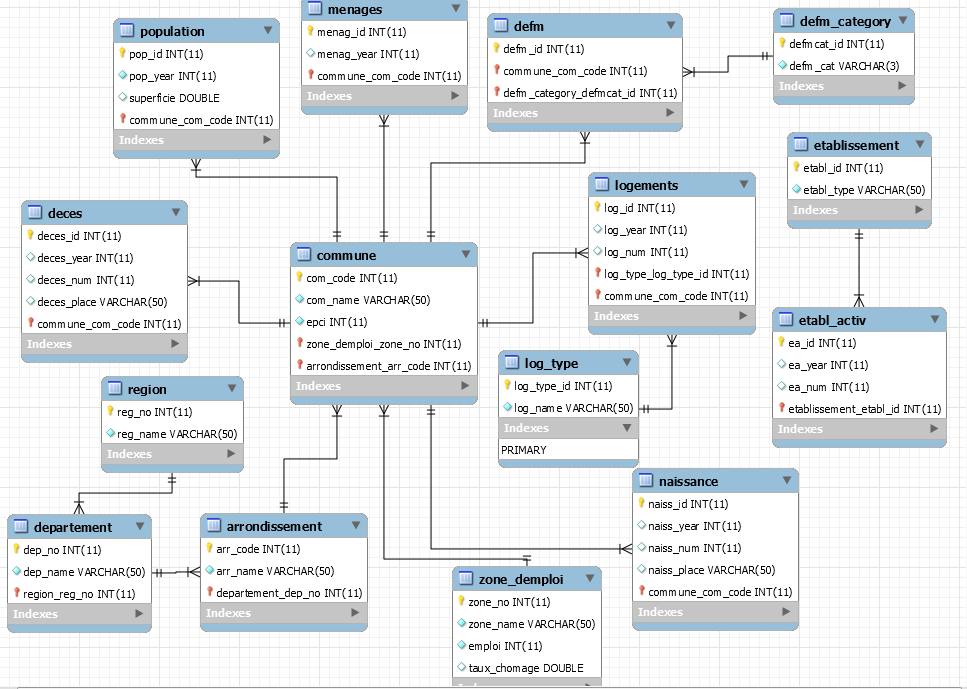 population
pop_id INT(11)
pop_year INT(11)
superficie DOUBLE
commune_com_code INT(11)
Indexes
menages
menag_id INT(11)
menag_year INT(11)
commune_com_code INT(11)
Indexes
defm
defm_id INT(11)
commune_com_code INT(11)
defm_category_defmcat_id INT(11)
Indexes
defm_category
defmcat_id INT(11)
defm_cat VARCHAR(3)
Indexes
etablissement
etabl_id INT(11)
etabl_type VARCHAR(50)
Indexes
deces
deces_id INT(11)
deces_year INT(11)
deces_num INT(11)
deces_place VARCHAR(50)
commune_com_code INT(11)
Indexes
commune
com_code INT(11)
com_name VARCHAR(50)
epci INT(11)
zone_demploi_zone_no INT(11)
arrondissement_arr_code INT(11)
Indexes
logements
log_id INT(11)
log_year INT(11)
log_num INT(11)
log_type_log_type_id INT(11)
commune_com_code INT(11)
Indexes
etabl_activ
ea_id INT(11)
ea_year INT(11)
ea_num INT(11)
etablissement_etabl_id INT(11)
Indexes
log_type
log_type_id INT(11)
log_name VARCHAR(50)
Indexes
PRIMARY
region
reg_no INT(11)
reg_name VARCHAR(50)
Indexes
departement
dep_no INT(11)
dep_name VARCHAR(50)
region_reg_no INT(11)
Indexes
arrondissement
arr_code INT(11)
arr_name VARCHAR(50)
departement_dep_no INT(11)
Indexes
naissance
naiss_id INT(11)
naiss_year INT(11)
naiss_num INT(11)
naiss_place VARCHAR(50)
commune_com_code INT(11)
Indexes
zone_demploi
zone_no INT(11)
zone_name VARCHAR(50)
emploi INT(11)
taux_chomage DOUBLE